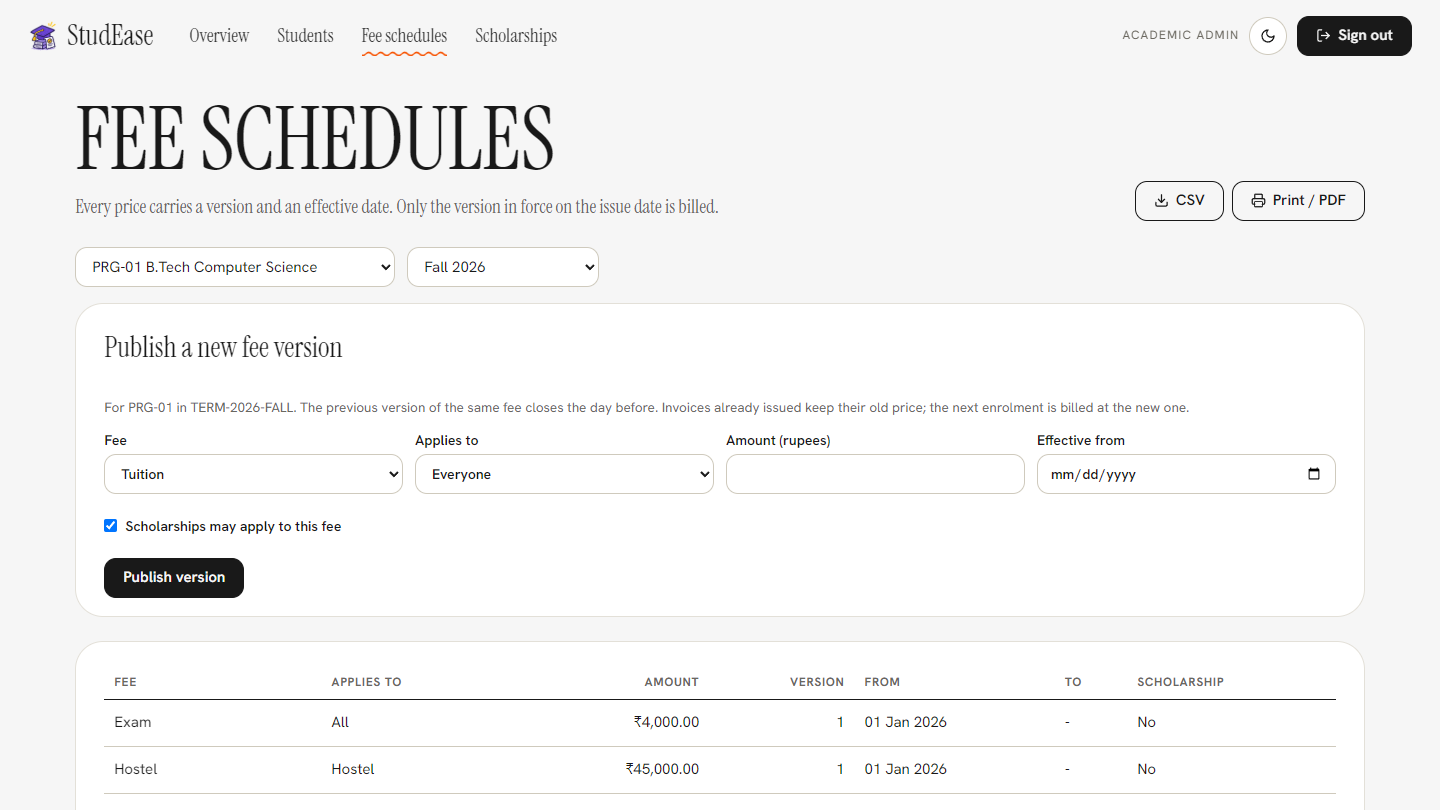 StudEase Overview Students Fee schedules Scholarships ACADEMIC ADMIN Sign out
FEE SCHEDULES
Every price carries a version and an effective date. Only the version in force on the issue date is billed.
CSV Print / PDF
PRG-01 B.Tech Computer Science Fall 2026
Publish a new fee version
For PRG-01 in TERM-2026-FALL. The previous version of the same fee closes the day before. Invoices already issued keep their old price; the next enrolment is billed at the new one.
Fee Applies to Amount (rupees) Effective from
Tuition Everyone mm/dd/yyyy
Scholarships may apply to this fee
Publish version
FEE APPLIES TO AMOUNT VERSION FROM TO SCHOLARSHIP
Exam All ₹4,000.00 1 01 Jan 2026 - No
Hostel Hostel ₹45,000.00 1 01 Jan 2026 - No